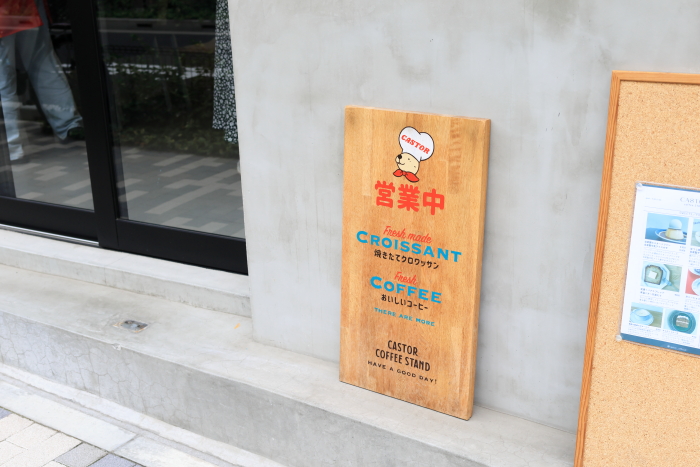 CASTOR
営業中
Fresh made
CROISSANT
焼きたてクロワッサン
Fresh
COFFEE
おいしいコーヒー
THERE ARE MORE
CASTOR
COFFEE STAND
HAVE A GOOD DAY!